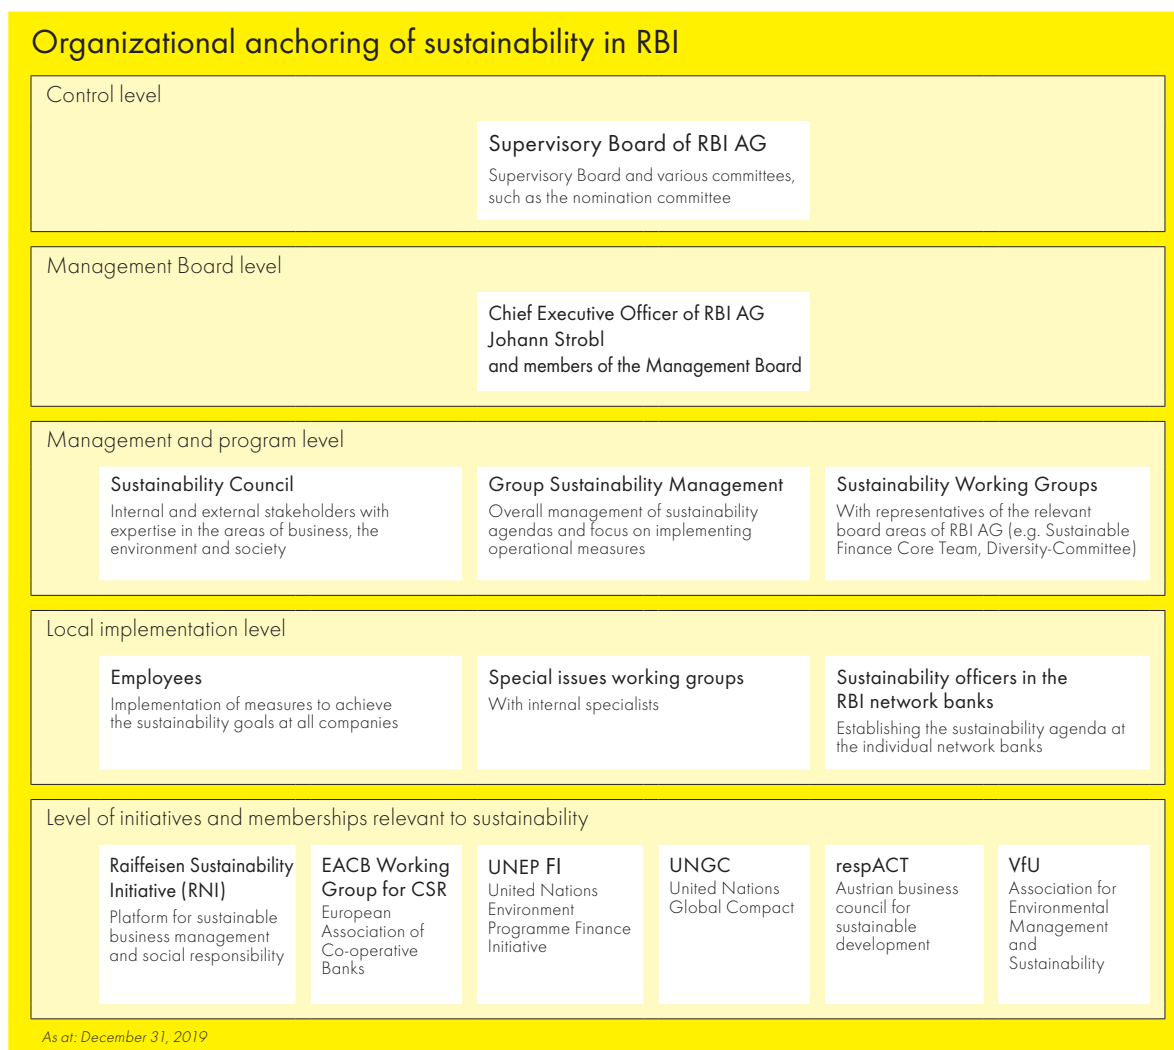 Organizational anchoring of sustainability in RBI
Control level
Supervisory Board of RBI AG
Supervisory Board and various committees,
such as the nomination committee
Management Board level
Chief Executive Officer of RBI AG
Johann Strobl
and members of the Management Board
Management and program level
Sustainability Council
Internal and external stakeholders with
expertise in the areas of business, the
environment and society
Group Sustainability Management
Overall management of sustainability
agendas and focus on implementing
operational measures
Sustainability Working Groups
With representatives of the relevant
board areas of RBI AG (e.g. Sustainable
Finance Core Team, Diversity-Committee)
Local implementation level
Employees
Implementation of measures to achieve
the sustainability goals at all companies
Special issues working groups
With internal specialists
Sustainability officers in the
RBI network banks
Establishing the sustainability agenda at
the individual network banks
Level of initiatives and memberships relevant to sustainability
Raiffeisen Sustainability
Initiative (RNI)
Platform for sustainable
business management
and social responsibility
EACB Working
Group for CSR
European
Association of
Co-operative
Banks
UNEP FI
United Nations
Environment
Programme Finance
Initiative
UNGC
United Nations
Global Compact
respACT
Austrian business
council for
sustainable
development
VfU
Association for
Environmental
Management
and
Sustainability
As at: December 31, 2019